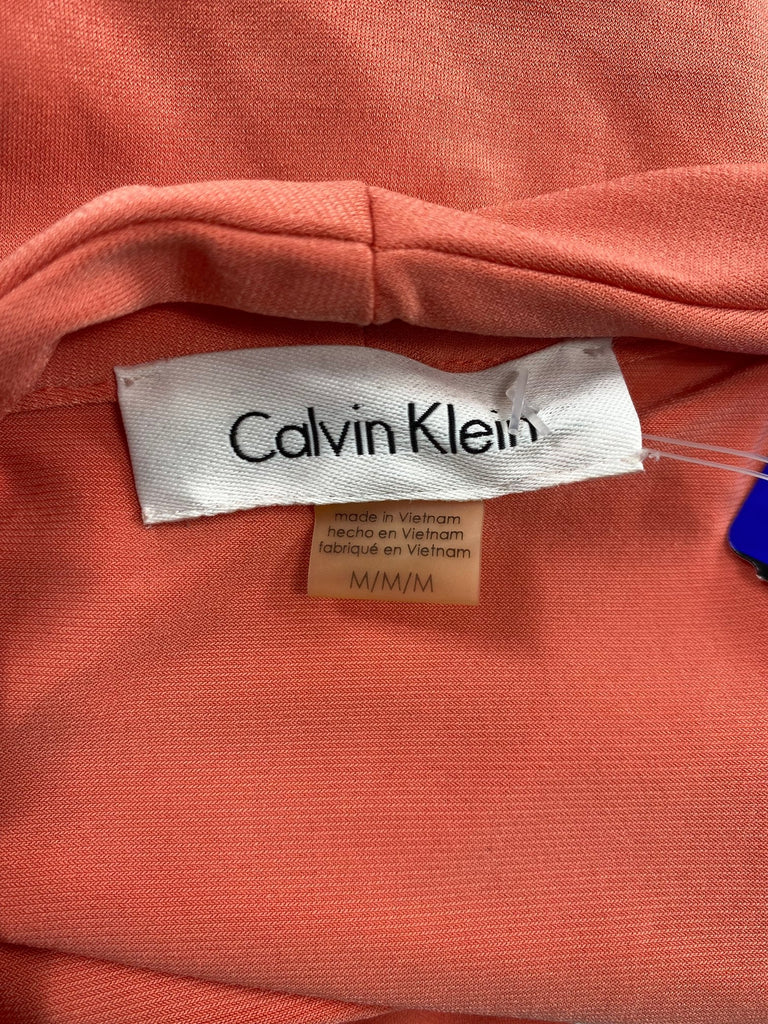 Calvin Klein
made in Vietnam
hecho en Vietnam
fabriqué en Vietnam
M/M/M